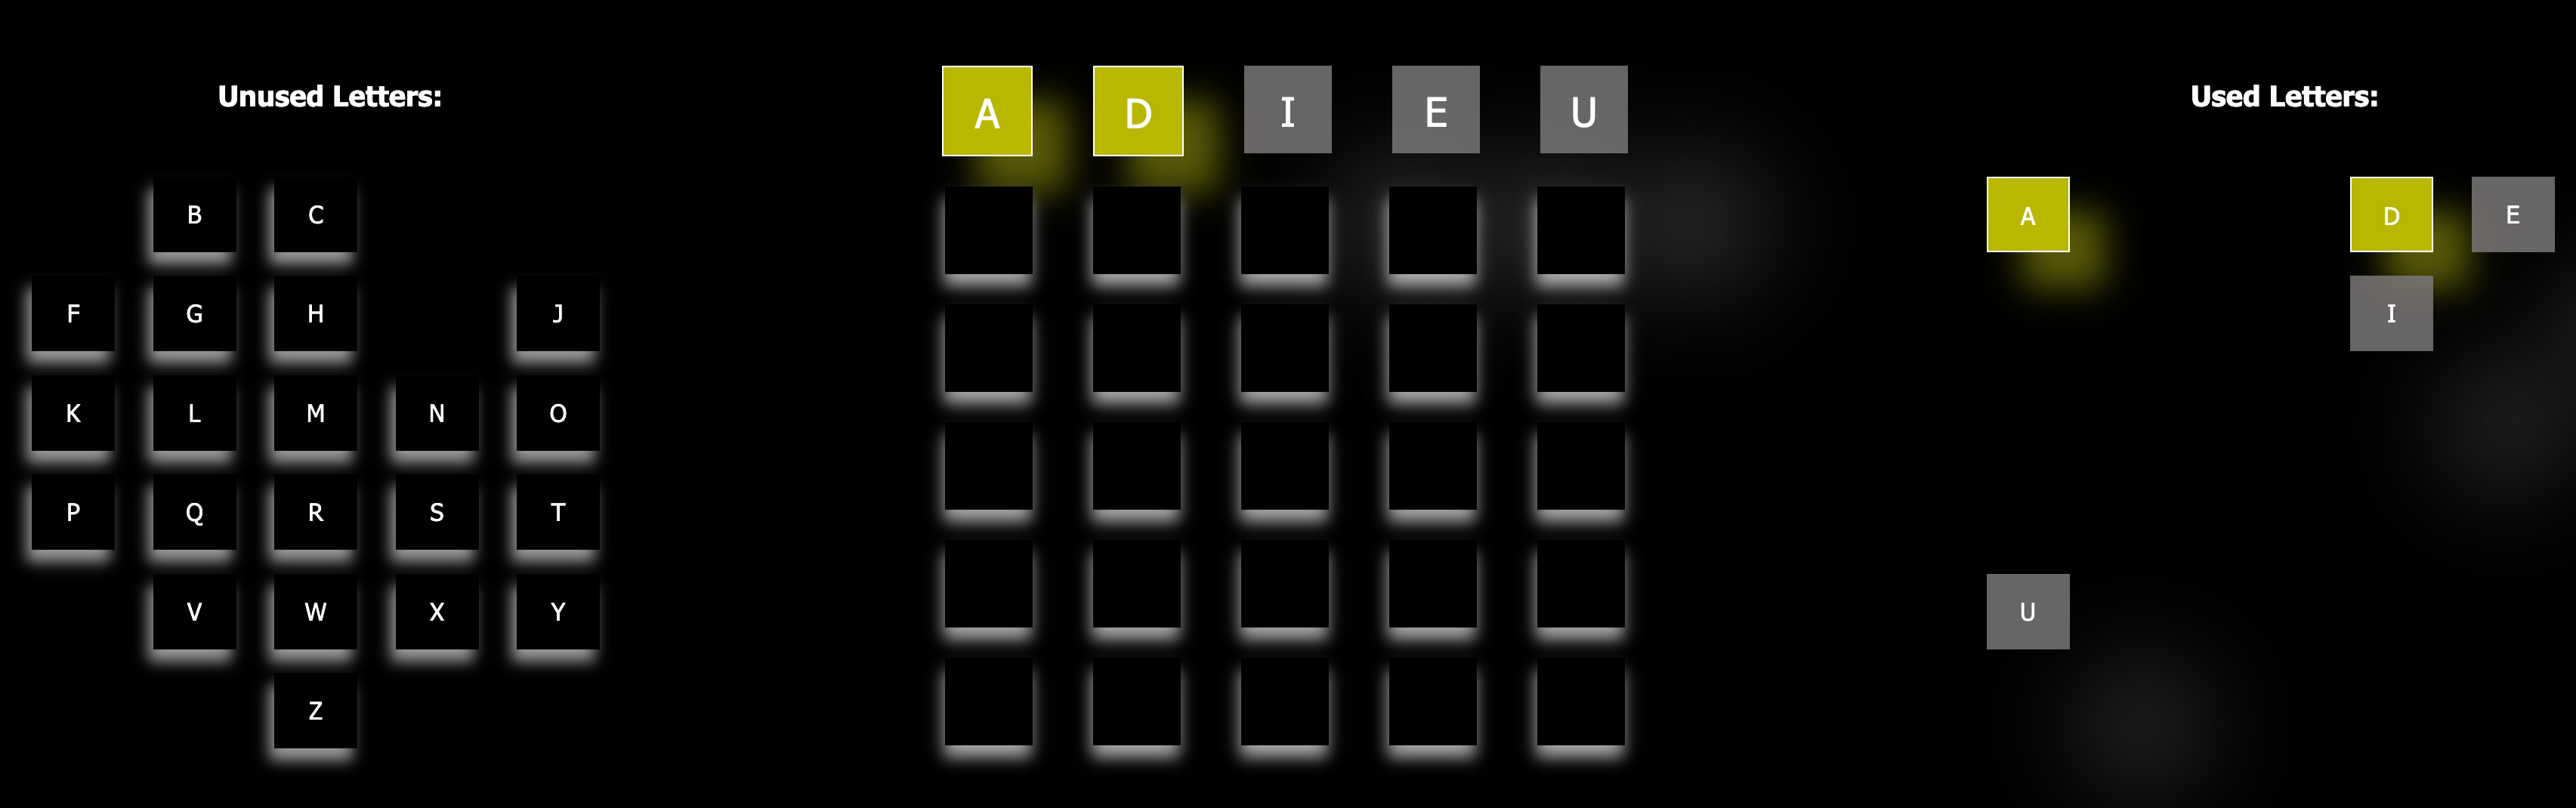 Unused Letters:
B C
F G H J
K L M N O
P Q R S T
V W X Y
Z
A D I E U
Used Letters:
A D E
I
U